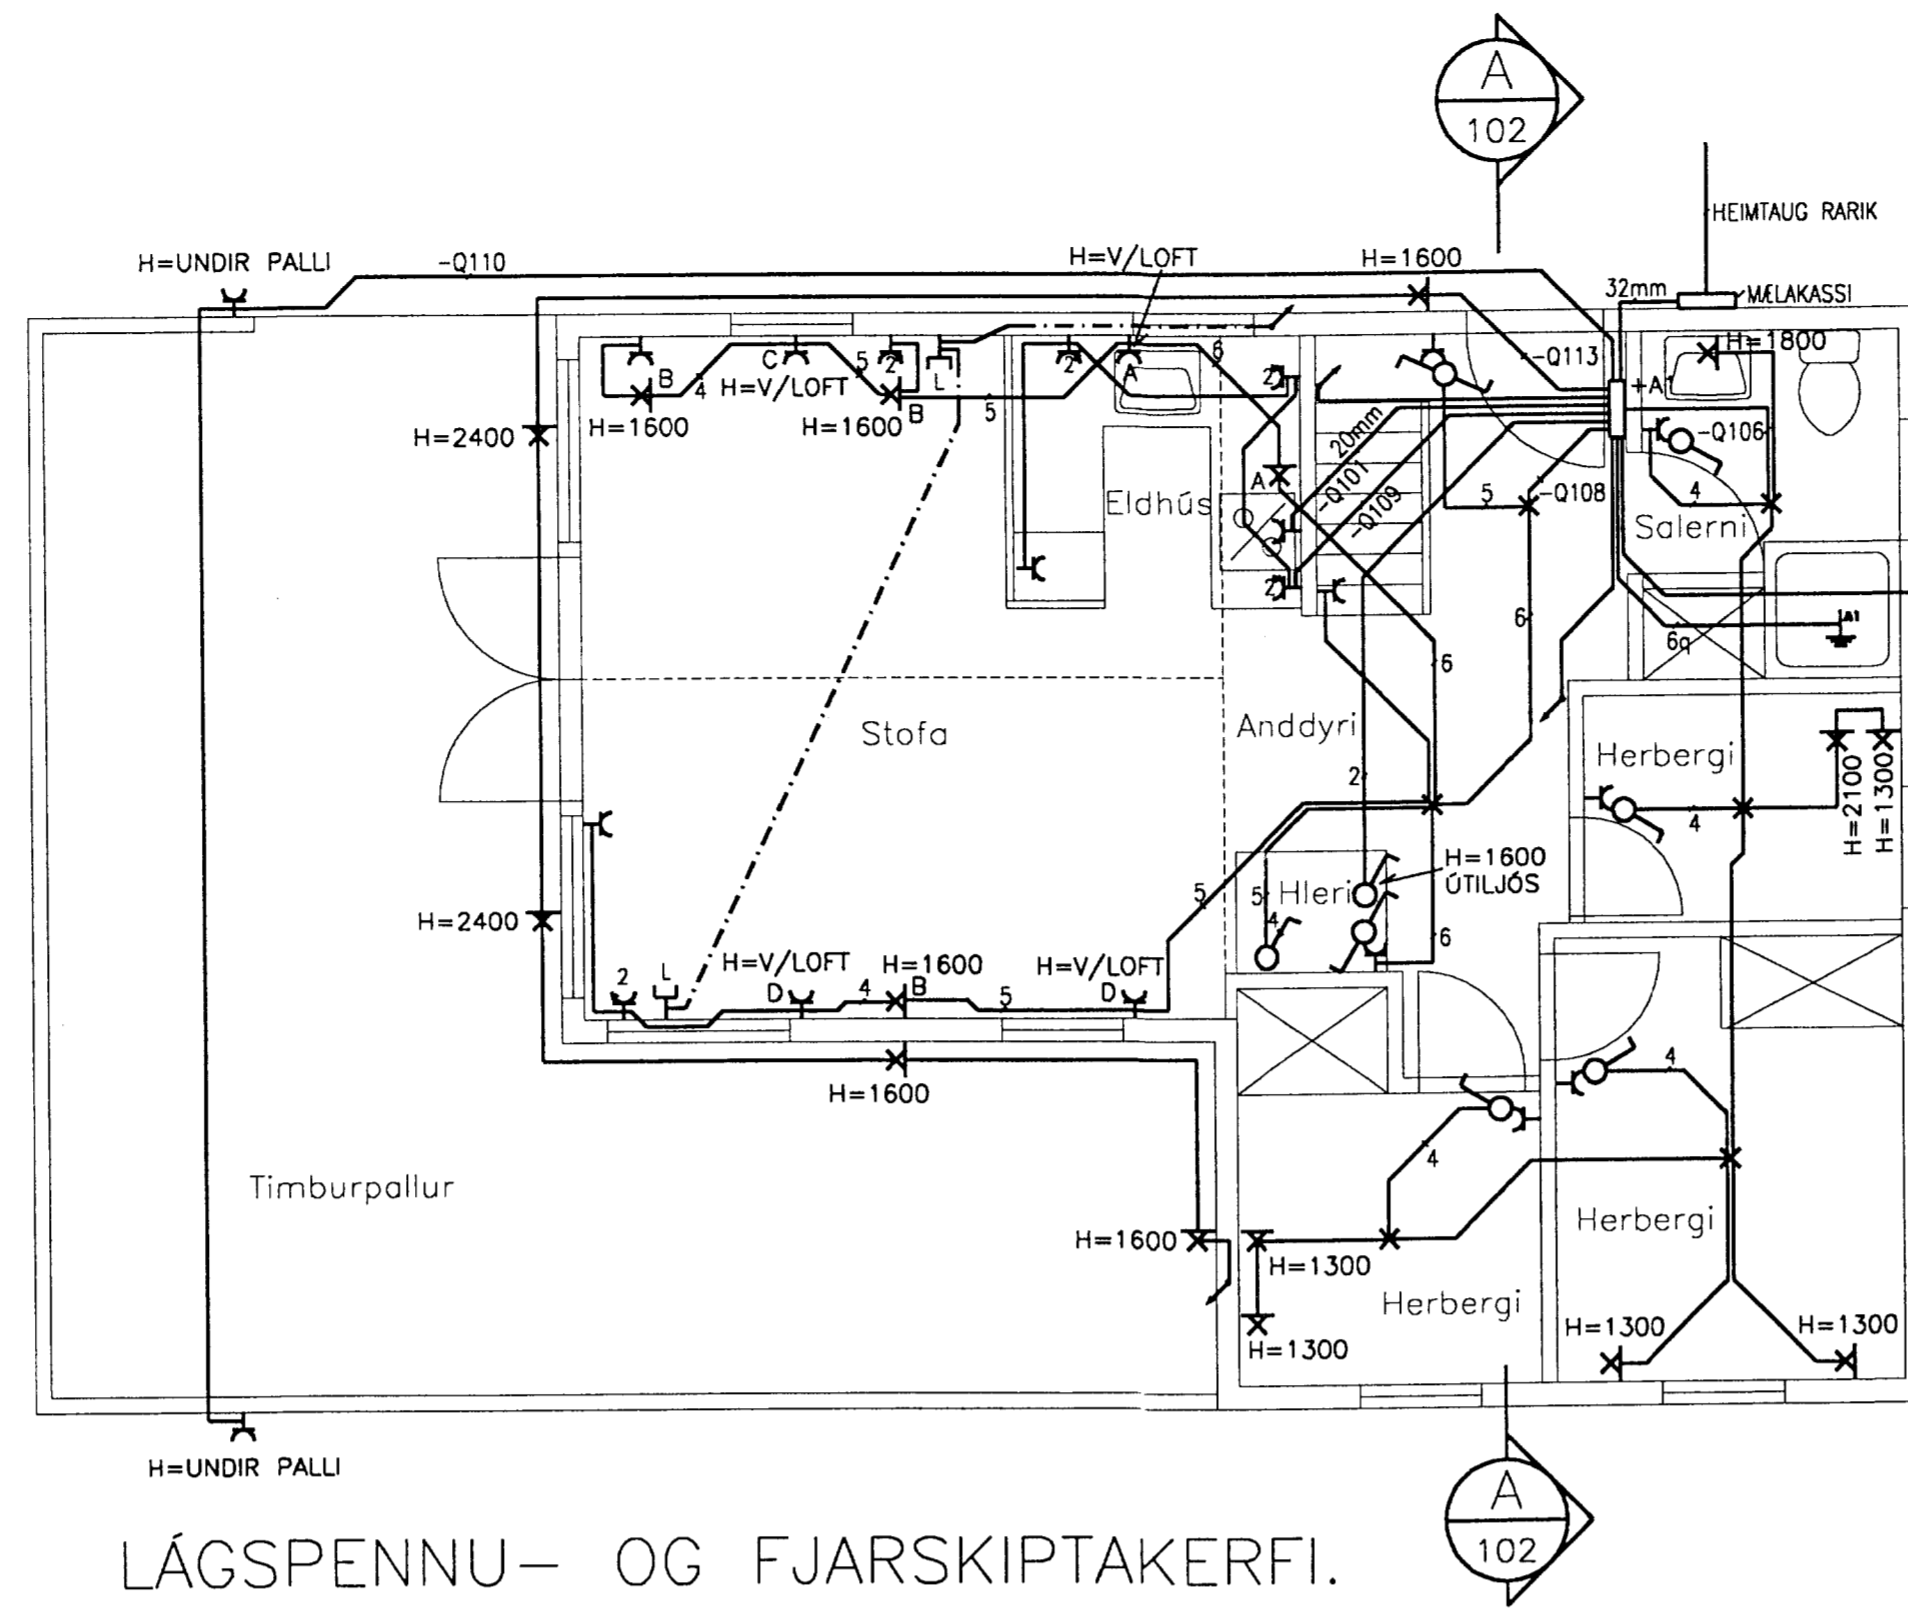 A
102
HEIMTAUG RARIK
H=UNDIR PALLI
-Q110
H=V/LOFT
H=1600
32mm
MÆLAKASSI
6
H=1800
-Q113
+A1
C
5
2
L
2
A
2
B
4
H=V/LOFT
H=1600
H=1600
B
5
H=2400
20mm
-Q106
A
-Q101
-Q109
Eldhús
5
-Q108
4
Salerni
2
6
A1
6q
6
Stofa
Anddyri
Herbergi
2
H=2100
H=1300
4
H=1600
ÚTILJÓS
5
5
Hleri
4
H=2400
6
2
L
H=V/LOFT
D
4
H=1600
B
5
H=V/LOFT
D
4
H=1600
4
Timburpallur
H=1600
H=1300
Herbergi
Herbergi
H=1300
H=1300
H=1300
H=UNDIR PALLI
A
102
LÁGSPENNU- OG FJARSKIPTAKERFI.